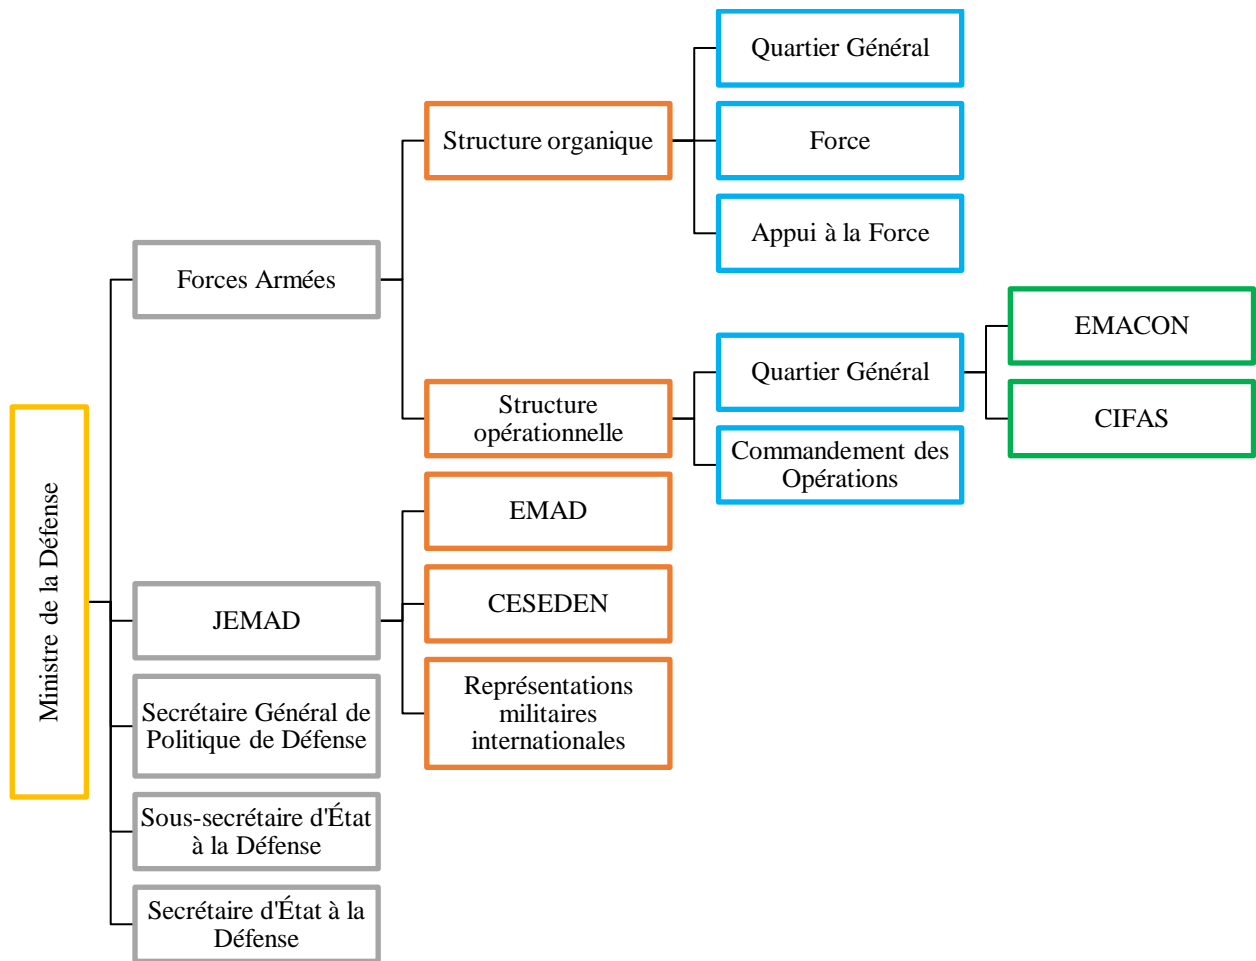 Quartier Général
Structure organique
Force
Appui à la Force
Forces Armées
EMACON
Quartier Général
CIFAS
Structure
opérationnelle
Commandement des
Opérations
EMAD
Ministre de la Défense
JEMAD
CESEDEN
Secrétaire Général de
Politique de Défense
Représentations
militaires
internationales
Sous-secrétaire d'État
à la Défense
Secrétaire d'État à la
Défense